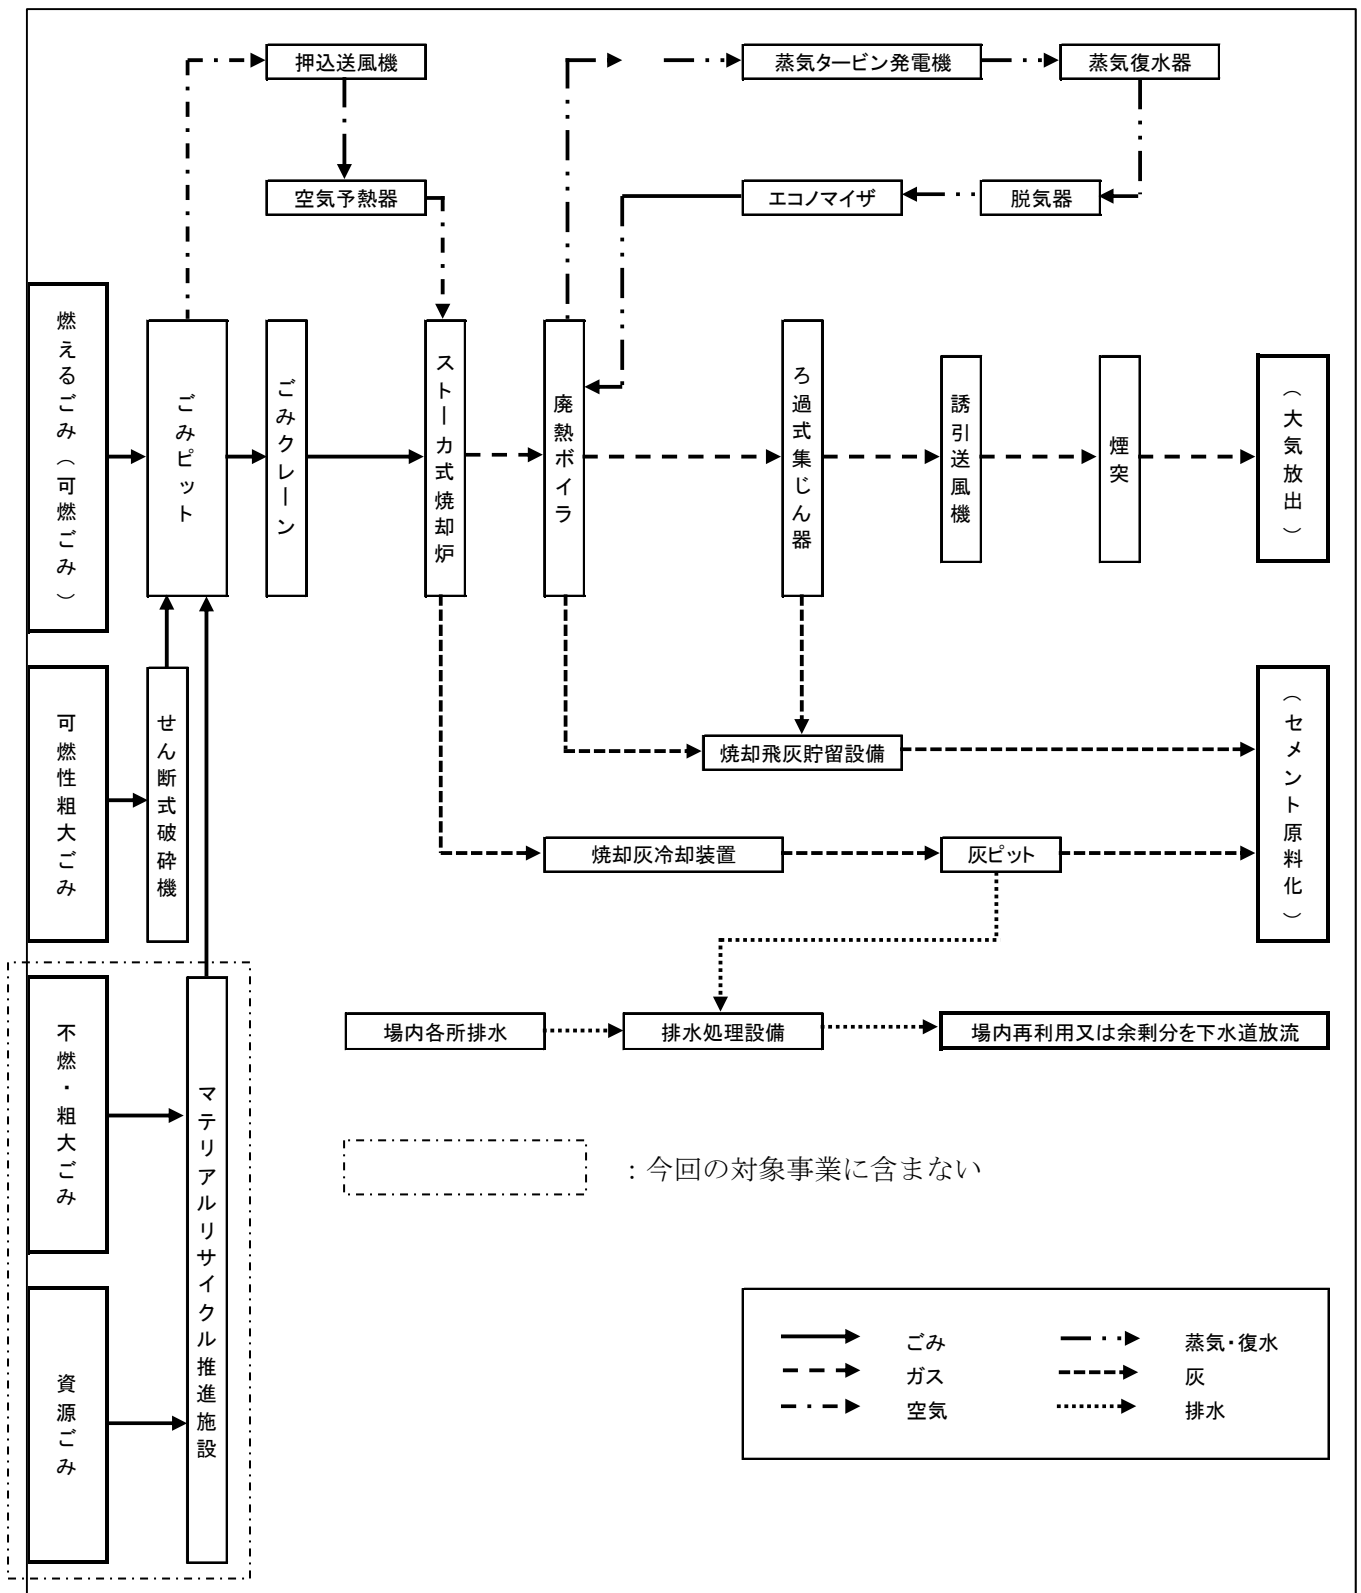 押込送風機
蒸気タービン発電機
蒸気復水器
空気予熱器
エコノマイザ
脱気器
燃えるごみ（可燃ごみ）
ごみピット
ごみクレーン
ストーカ式焼却炉
廃熱ボイラ
ろ過式集じん器
誘引送風機
煙突
（大気放出）
可燃性粗大ごみ
せん断式破砕機
焼却飛灰貯留設備
（セメント原料化）
焼却灰冷却装置
灰ピット
不燃・粗大ごみ
マテリアルリサイクル推進施設
場内各所排水
排水処理設備
場内再利用又は余剰分を下水道放流
：今回の対象事業に含まない
資源ごみ
ごみ
蒸気・復水
ガス
灰
空気
排水